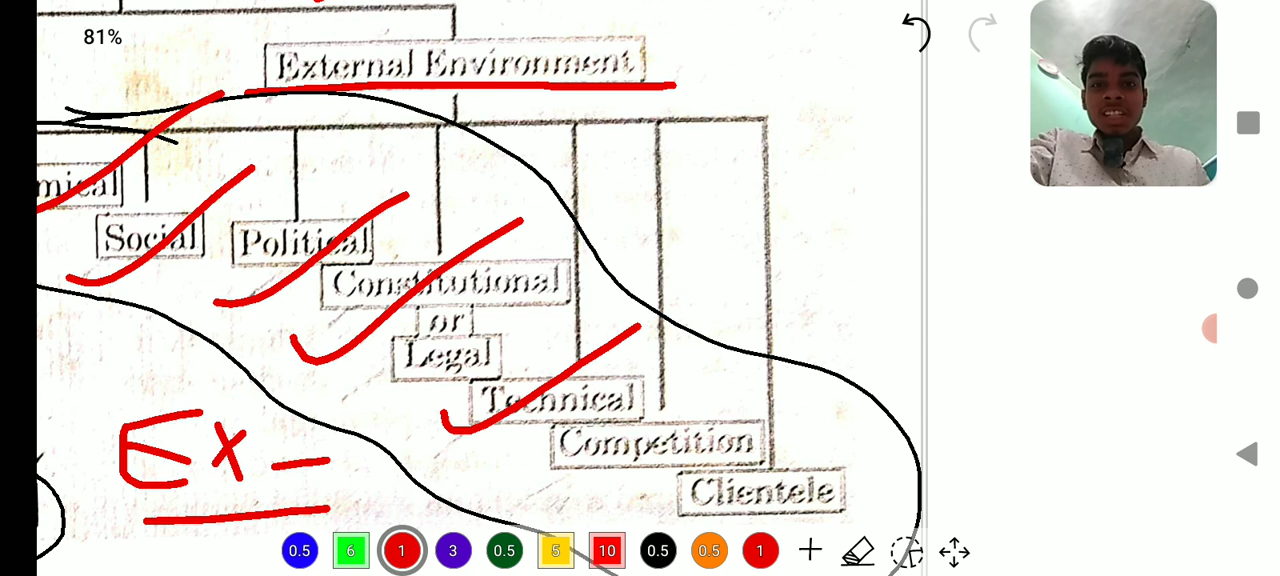 81%
External Environment
mical
Social
Political
Constitutional
or
Legal
Technical
Competition
Clientele
Ex -
0.5 6 1 3 0.5 5 10 0.5 0.5 1